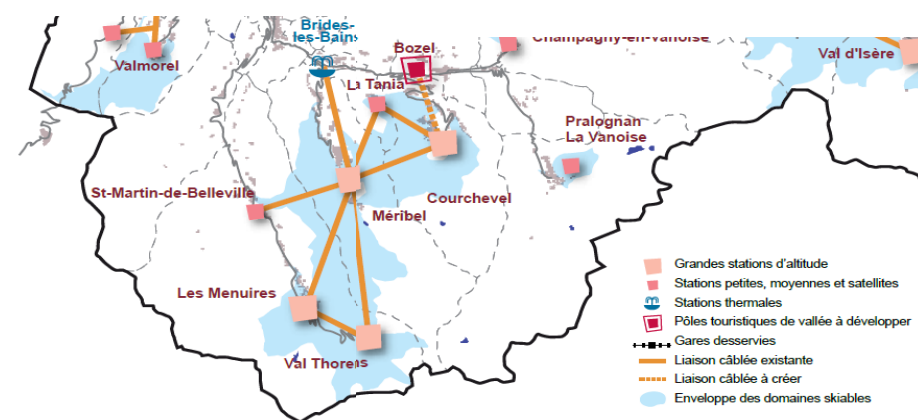 Brides-
les-Bains
Bozel
Champagny-en-Vanoise
Valmorel
Val d'Isère
La Tania
Pralognan
La Vanoise
St-Martin-de-Belleville
Courchevel
Méribel
Les Menuires
Val Thorens
Grandes stations d'altitude
Stations petites, moyennes et satellites
Stations thermales
Pôles touristiques de vallée à développer
Gares desservies
Liaison câblée existante
Liaison câblée à créer
Enveloppe des domaines skiables